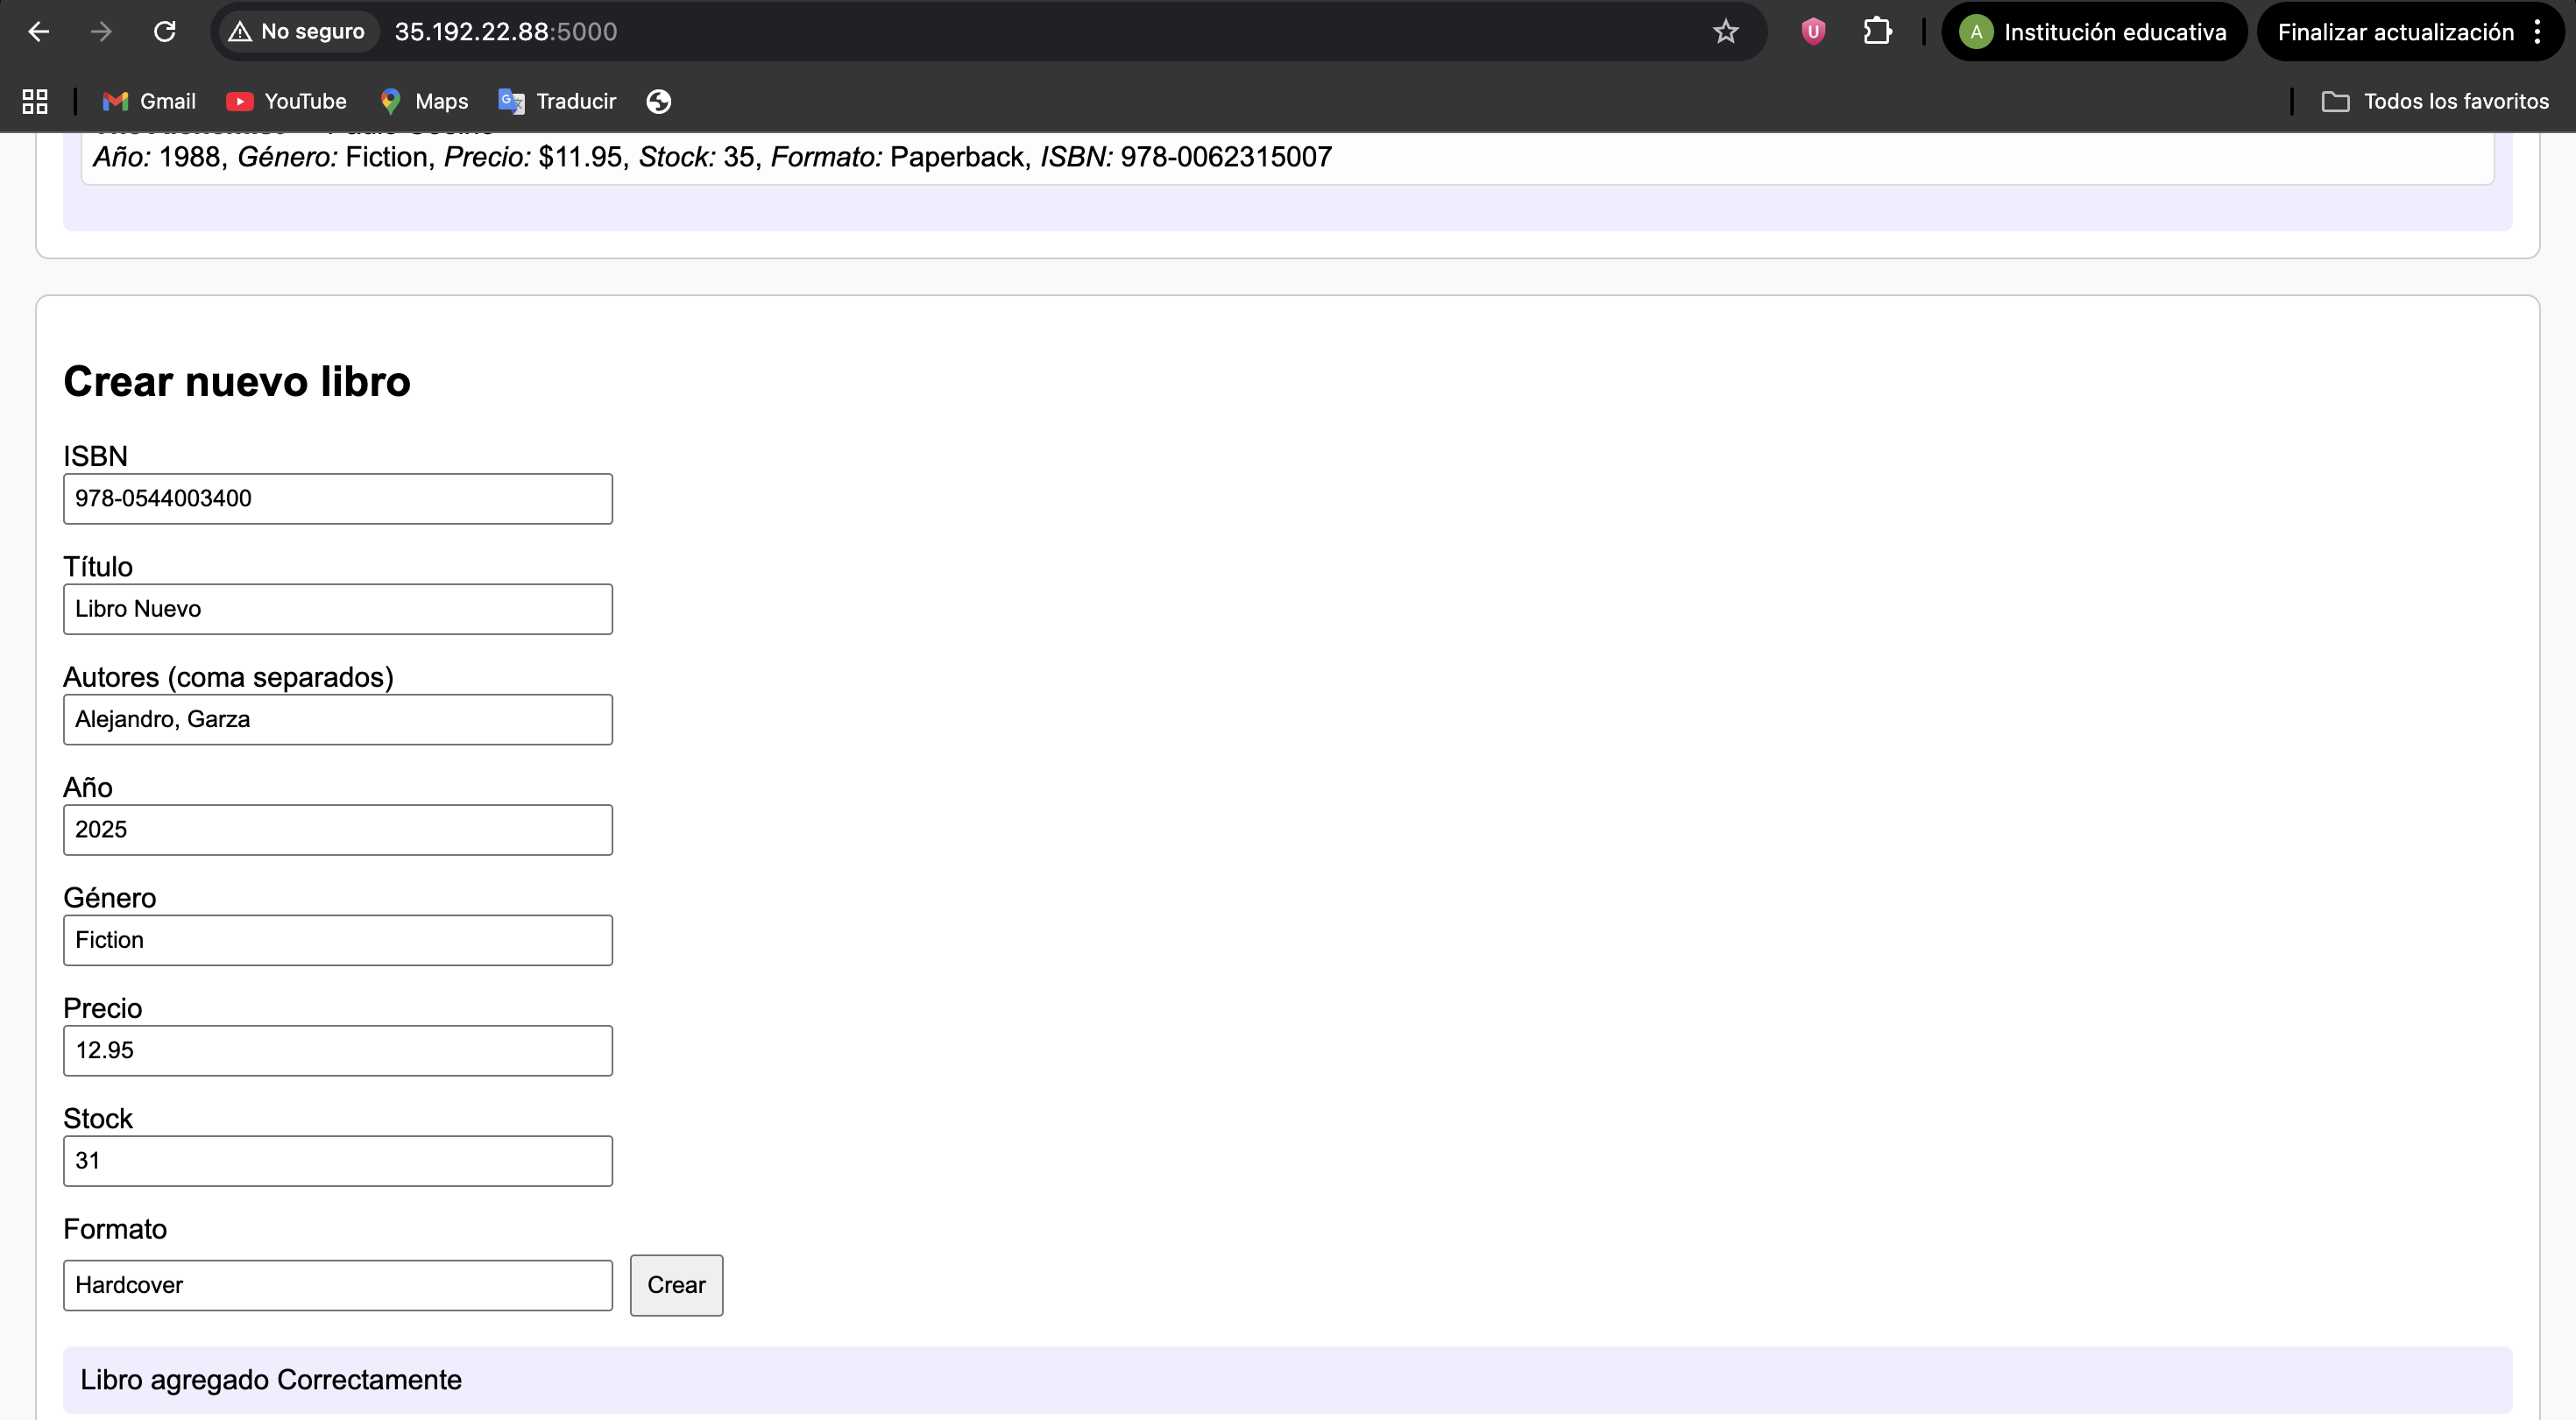 No seguro
35.192.22.88:5000
U
A
Institución educativa
Finalizar actualización
Gmail
YouTube
Maps
Traducir
Todos los favoritos
Año: 1988, Género: Fiction, Precio: $11.95, Stock: 35, Formato: Paperback, ISBN: 978-0062315007
Crear nuevo libro
ISBN
978-0544003400
Título
Libro Nuevo
Autores (coma separados)
Alejandro, Garza
Año
2025
Género
Fiction
Precio
12.95
Stock
31
Formato
Hardcover
Crear
Libro agregado Correctamente